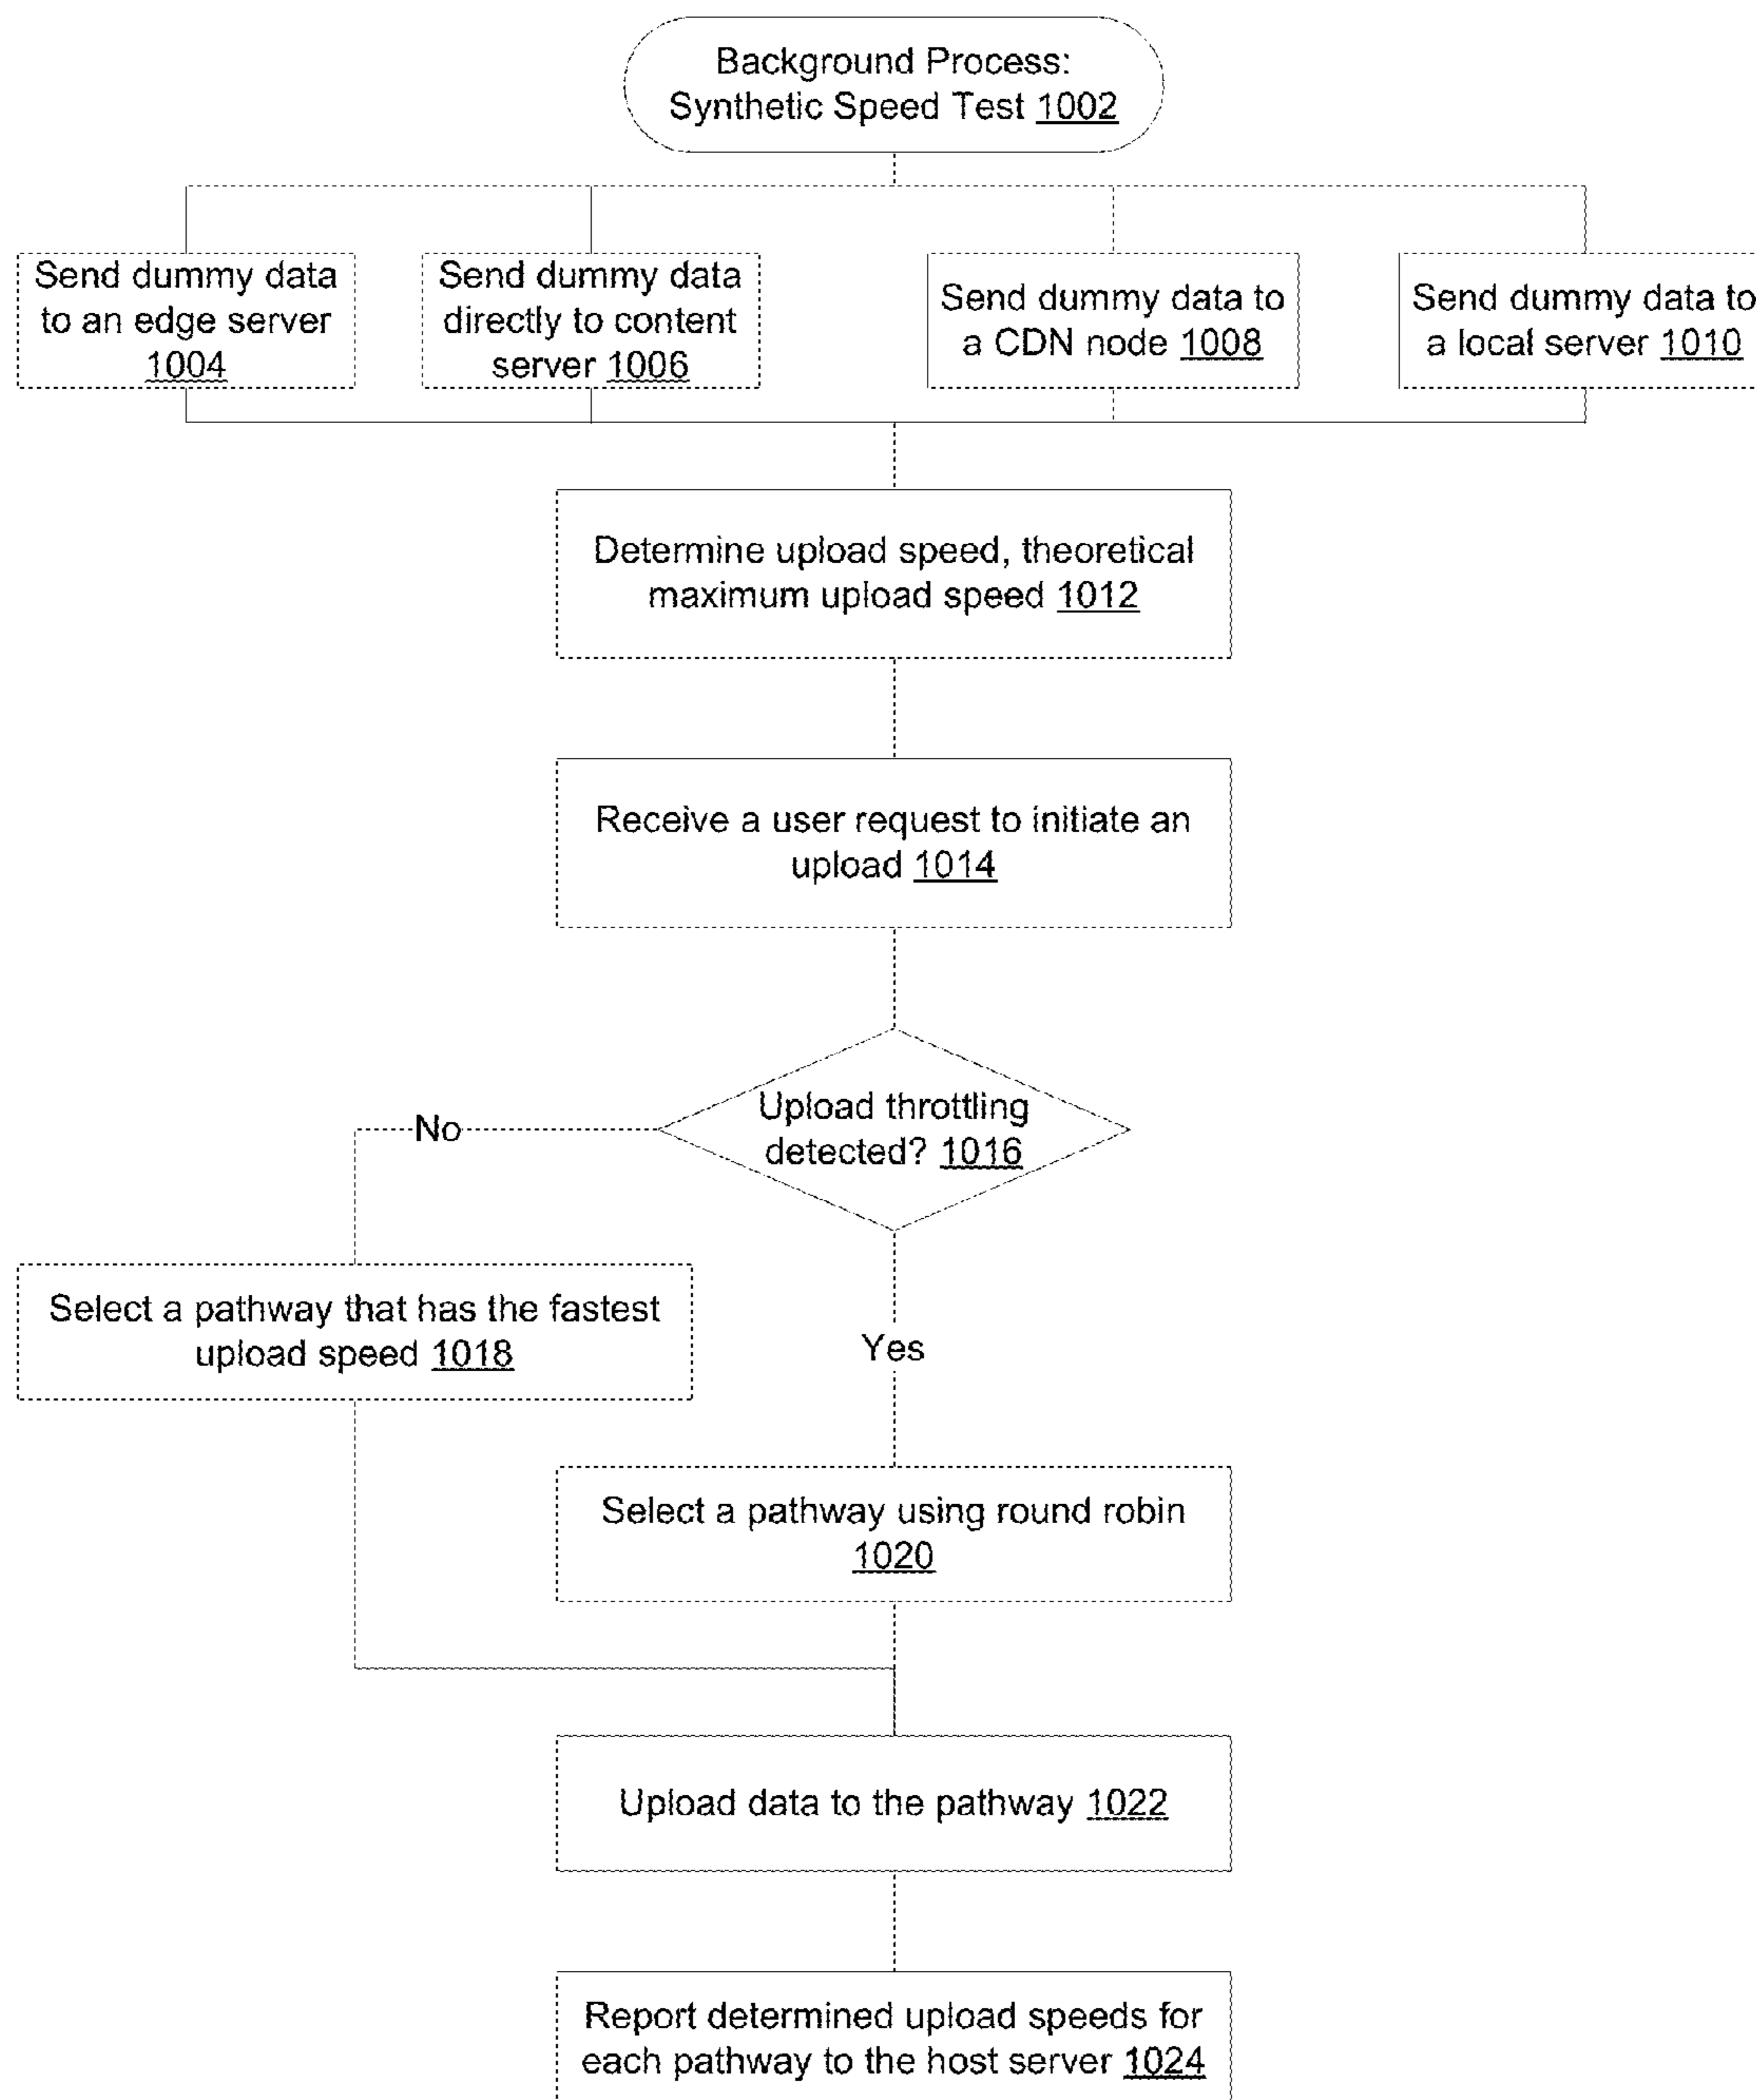 Background Process:
Synthetic Speed Test 1002
Send dummy data
to an edge server
1004
Send dummy data
directly to content
server 1006
Send dummy data to
a CDN node 1008
Send dummy data to
a local server 1010
Determine upload speed, theoretical
maximum upload speed 1012
Receive a user request to initiate an
upload 1014
Upload throttling
detected? 1016
No
Select a pathway that has the fastest
upload speed 1018
Yes
Select a pathway using round robin
1020
Upload data to the pathway 1022
Report determined upload speeds for
each pathway to the host server 1024